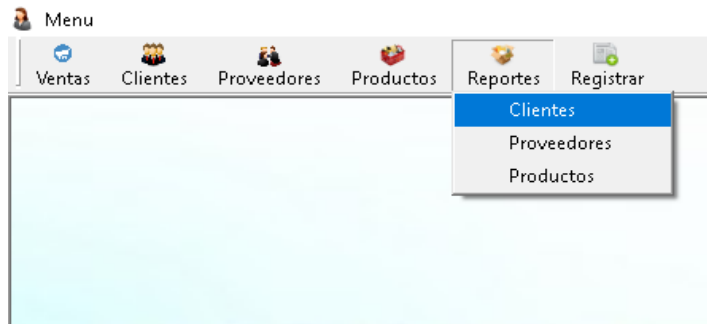 Menu
Ventas Clientes Proveedores Productos Reportes Registrar
Clientes
Proveedores
Productos